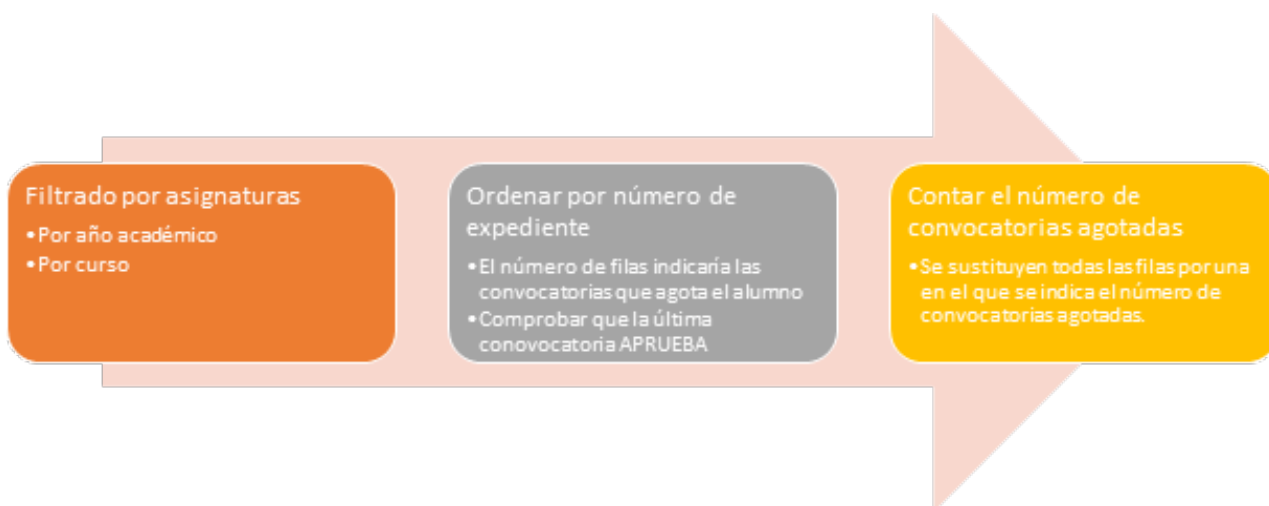 Filtrado por asignaturas
•Por año académico
•Por curso
Ordenar por número de
expediente
•El número de filas indicaría las
convocatorias que agota el alumno
•Comprobar que la última
conovocatoria APRUEBA
Contar el número de
convocatorias agotadas
•Se sustituyen todas las filas por una
en el que se indica el número de
convocatorias agotadas.